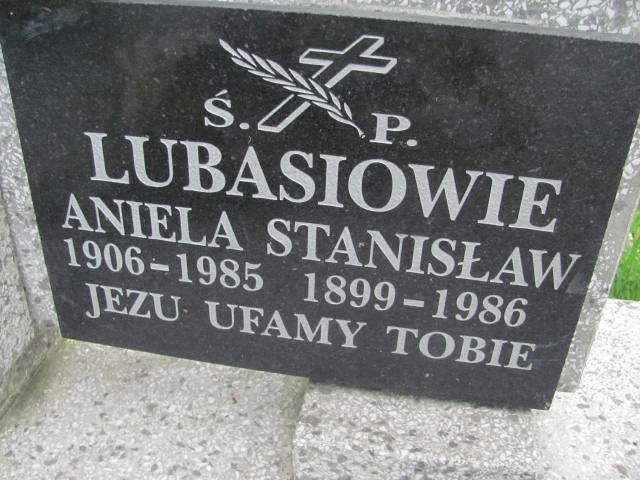 Ś. P.
LUBASIOWIE
ANIELA STANISŁAW
1906-1985 1899-1986
JEZU UFAMY TOBIE